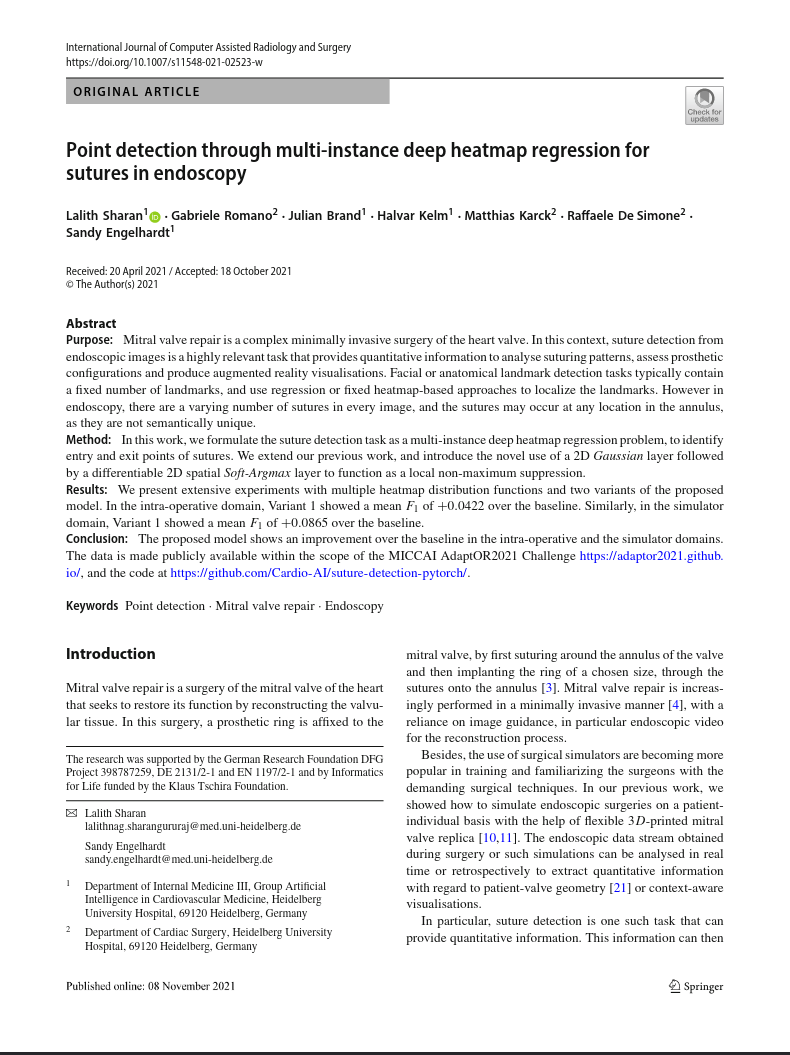 International Journal of Computer Assisted Radiology and Surgery
https://doi.org/10.1007/s11548-021-02523-w
ORIGINAL ARTICLE
Check for
updates
Point detection through multi-instance deep heatmap regression for
sutures in endoscopy
Lalith Sharan1 · Gabriele Romano2 · Julian Brand1 · Halvar Kelm1 · Matthias Karck2 · Raffaele De Simone2 ·
Sandy Engelhardt1
Received: 20 April 2021 / Accepted: 18 October 2021
© The Author(s) 2021
Abstract
Purpose: Mitral valve repair is a complex minimally invasive surgery of the heart valve. In this context, suture detection from
endoscopic images is a highly relevant task that provides quantitative information to analyse suturing patterns, assess prosthetic
configurations and produce augmented reality visualisations. Facial or anatomical landmark detection tasks typically contain
a fixed number of landmarks, and use regression or fixed heatmap-based approaches to localize the landmarks. However in
endoscopy, there are a varying number of sutures in every image, and the sutures may occur at any location in the annulus,
as they are not semantically unique.
Method: In this work, we formulate the suture detection task as a multi-instance deep heatmap regression problem, to identify
entry and exit points of sutures. We extend our previous work, and introduce the novel use of a 2D Gaussian layer followed
by a differentiable 2D spatial Soft-Argmax layer to function as a local non-maximum suppression.
Results: We present extensive experiments with multiple heatmap distribution functions and two variants of the proposed
model. In the intra-operative domain, Variant 1 showed a mean F1 of +0.0422 over the baseline. Similarly, in the simulator
domain, Variant 1 showed a mean F1 of +0.0865 over the baseline.
Conclusion: The proposed model shows an improvement over the baseline in the intra-operative and the simulator domains.
The data is made publicly available within the scope of the MICCAI AdaptOR2021 Challenge https://adaptor2021.github.
io/, and the code at https://github.com/Cardio-AI/suture-detection-pytorch/.
Keywords Point detection · Mitral valve repair · Endoscopy
Introduction
Mitral valve repair is a surgery of the mitral valve of the heart
that seeks to restore its function by reconstructing the valvu-
lar tissue. In this surgery, a prosthetic ring is affixed to the
The research was supported by the German Research Foundation DFG
Project 398787259, DE 2131/2-1 and EN 1197/2-1 and by Informatics
for Life funded by the Klaus Tschira Foundation.
Lalith Sharan
lalithnag.sharangururaj@med.uni-heidelberg.de
Sandy Engelhardt
sandy.engelhardt@med.uni-heidelberg.de
1 Department of Internal Medicine III, Group Artificial
Intelligence in Cardiovascular Medicine, Heidelberg
University Hospital, 69120 Heidelberg, Germany
2 Department of Cardiac Surgery, Heidelberg University
Hospital, 69120 Heidelberg, Germany
mitral valve, by first suturing around the annulus of the valve
and then implanting the ring of a chosen size, through the
sutures onto the annulus [3]. Mitral valve repair is increas-
ingly performed in a minimally invasive manner [4], with a
reliance on image guidance, in particular endoscopic video
for the reconstruction process.
Besides, the use of surgical simulators are becoming more
popular in training and familiarizing the surgeons with the
demanding surgical techniques. In our previous work, we
showed how to simulate endoscopic surgeries on a patient-
individual basis with the help of flexible 3D-printed mitral
valve replica [10,11]. The endoscopic data stream obtained
during surgery or such simulations can be analysed in real
time or retrospectively to extract quantitative information
with regard to patient-valve geometry [21] or context-aware
visualisations.
In particular, suture detection is one such task that can
provide quantitative information. This information can then
Published online: 08 November 2021
Springer